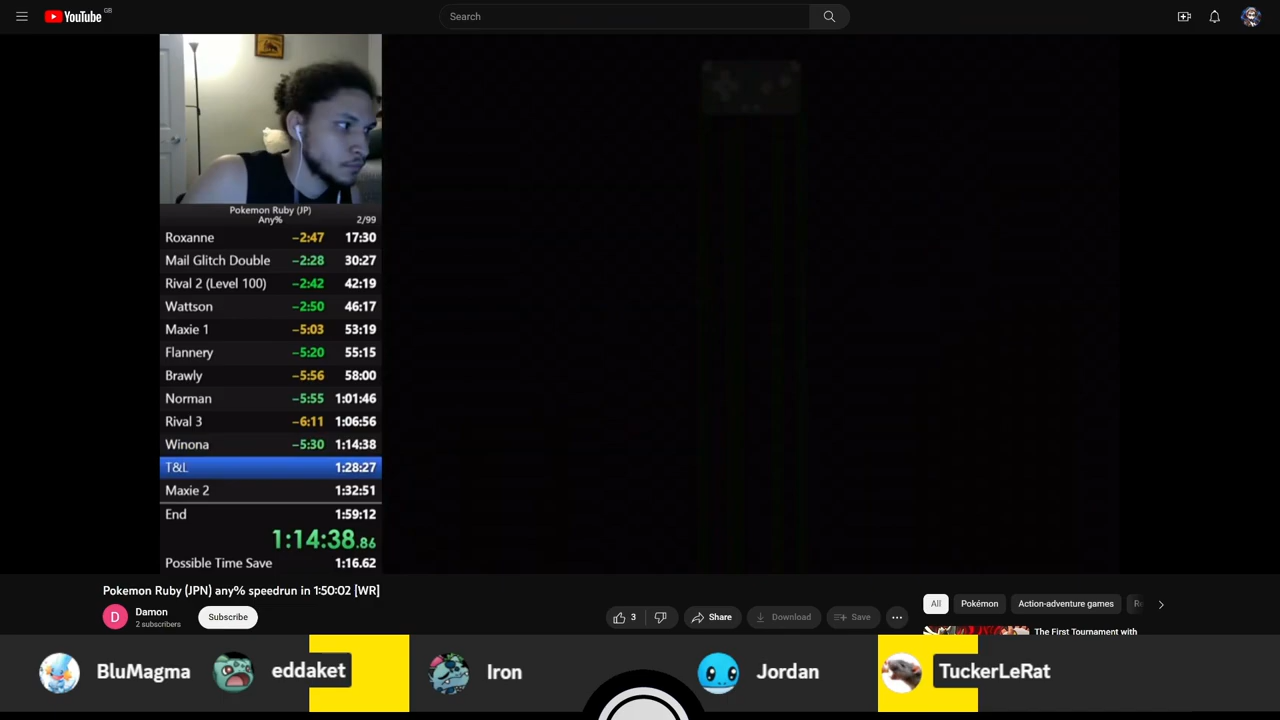 YouTube GB
Search
Pokemon Ruby (JP)
Any%
2/99
Roxanne −2:47 17:30
Mail Glitch Double −2:28 30:27
Rival 2 (Level 100) −2:42 42:19
Wattson −2:50 46:17
Maxie 1 −5:03 53:19
Flannery −5:20 55:15
Brawly −5:56 58:00
Norman −5:55 1:01:46
Rival 3 −6:11 1:06:56
Winona −5:30 1:14:38
T&L 1:28:27
Maxie 2 1:32:51
End 1:59:12
1:14:38.86
Possible Time Save 1:16.62
Pokemon Ruby (JPN) any% speedrun in 1:50:02 [WR]
D
Damon
2 subscribers
Subscribe
3
Share
Download
Save
All
Pokémon
Action-adventure games
The First Tournament with
BluMagma
eddaket
Iron
Jordan
TuckerLeRat